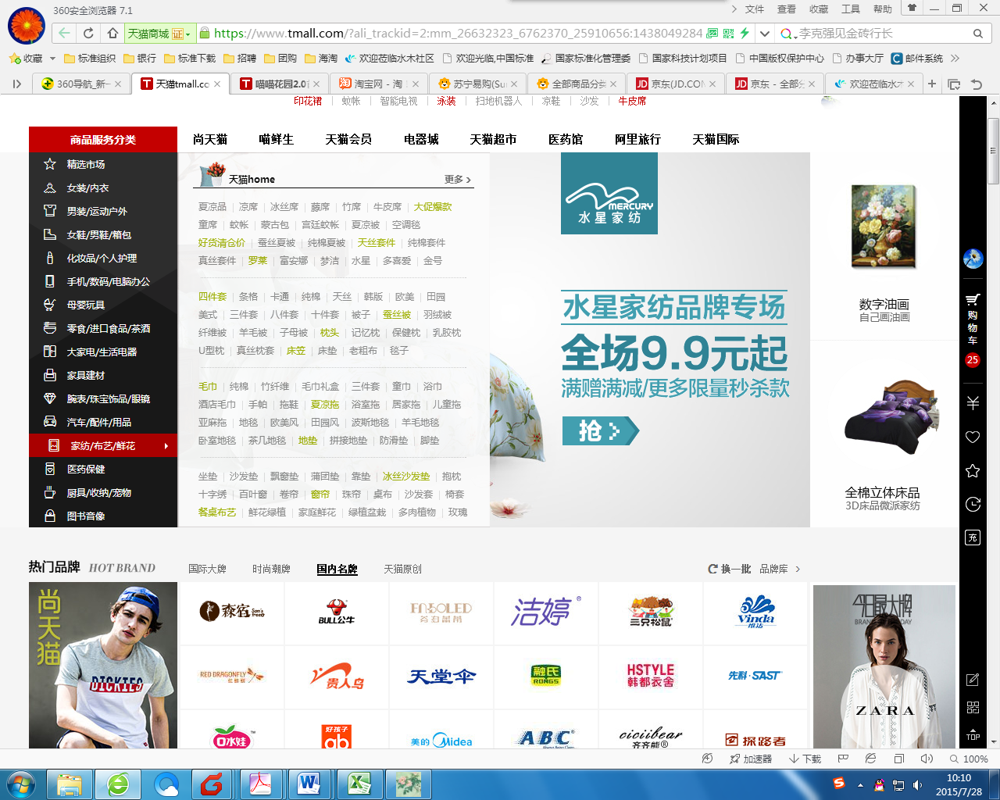 360安全浏览器 7.1
文件 查看 收藏 工具 帮助
天猫商城 证
https://www.tmall.com/?ali_trackid=2:mm_26632323_6762370_25910656:1438049284
李克强见金砖行长
收藏 标准组织 银行 标准下载 招聘 团购 海淘 欢迎莅临水木社区 欢迎光临,中国标准 国家标准化管理委 国家科技计划项目 中国版权保护中心 办事大厅 邮件系统
360导航_新一 天猫tmall.co 喵喵花园2.0 淘宝网 - 淘 苏宁易购(Su 全部商品分类 京东(JD.COM 京东 - 全部分 欢迎莅临水木
印花裙 蚊帐 智能电视 泳装 扫地机器人 凉鞋 沙发 牛皮席
商品服务分类 尚天猫 喵鲜生 天猫会员 电器城 天猫超市 医药馆 阿里旅行 天猫国际
精选市场
女装/内衣
男装/运动户外
女鞋/男鞋/箱包
化妆品/个人护理
手机/数码/电脑办公
母婴玩具
零食/进口食品/茶酒
大家电/生活电器
家具建材
腕表/珠宝饰品/眼镜
汽车/配件/用品
家纺/布艺/鲜花
医药保健
厨具/收纳/宠物
图书音像
天猫home 更多
夏凉品 凉席 冰丝席 藤席 竹席 牛皮席 大促爆款
童席 蚊帐 蒙古包 宫廷蚊帐 夏凉被 空调毯
好货清仓价 蚕丝夏被 纯棉夏被 天丝套件 纯棉套件
真丝套件 罗莱 富安娜 梦洁 水星 多喜爱 金号
四件套 条格 卡通 纯棉 天丝 韩版 欧美 田园
美式 三件套 八件套 十件套 被子 蚕丝被 羽绒被
纤维被 羊毛被 子母被 枕头 记忆枕 保健枕 乳胶枕
U型枕 真丝枕套 床笠 床垫 老粗布 毯子
毛巾 纯棉 竹纤维 毛巾礼盒 三件套 童巾 浴巾
酒店毛巾 手帕 拖鞋 夏凉拖 浴室拖 居家拖 儿童拖
亚麻拖 地毯 欧美风 田园风 波斯地毯 羊毛地毯
卧室地毯 茶几地毯 地垫 拼接地垫 防滑垫 脚垫
坐垫 沙发垫 飘窗垫 蒲团垫 靠垫 冰丝沙发垫 抱枕
十字绣 百叶窗 卷帘 窗帘 珠帘 桌布 沙发套 椅套
餐桌布艺 鲜花绿植 家庭鲜花 绿植盆栽 多肉植物 玫瑰
MERCURY
水星家纺
水星家纺品牌专场
全场9.9元起
满赠满减/更多限量秒杀款
抢
数字油画
自己画油画
全棉立体床品
3D床品微派家纺
购物车
25
充
TOP
热门品牌 HOT BRAND 国际大牌 时尚潮牌 国内名牌 天猫原创 换一批 品牌库
尚天猫
DICKIES
森宿
BULL公牛
洁婷
三只松鼠
Vinda
维达
今日最大牌
ZARA
RED DRAGONFLY
红蜻蜓
贵人鸟
天堂伞
融氏
RONGS
HSTYLE
韩都衣舍
先科·SAST
口水娃
好孩子
gb
美的 Midea
ABC
ciciibear
齐齐熊
探路者
加速器 下载 100%
10:10
2015/7/28